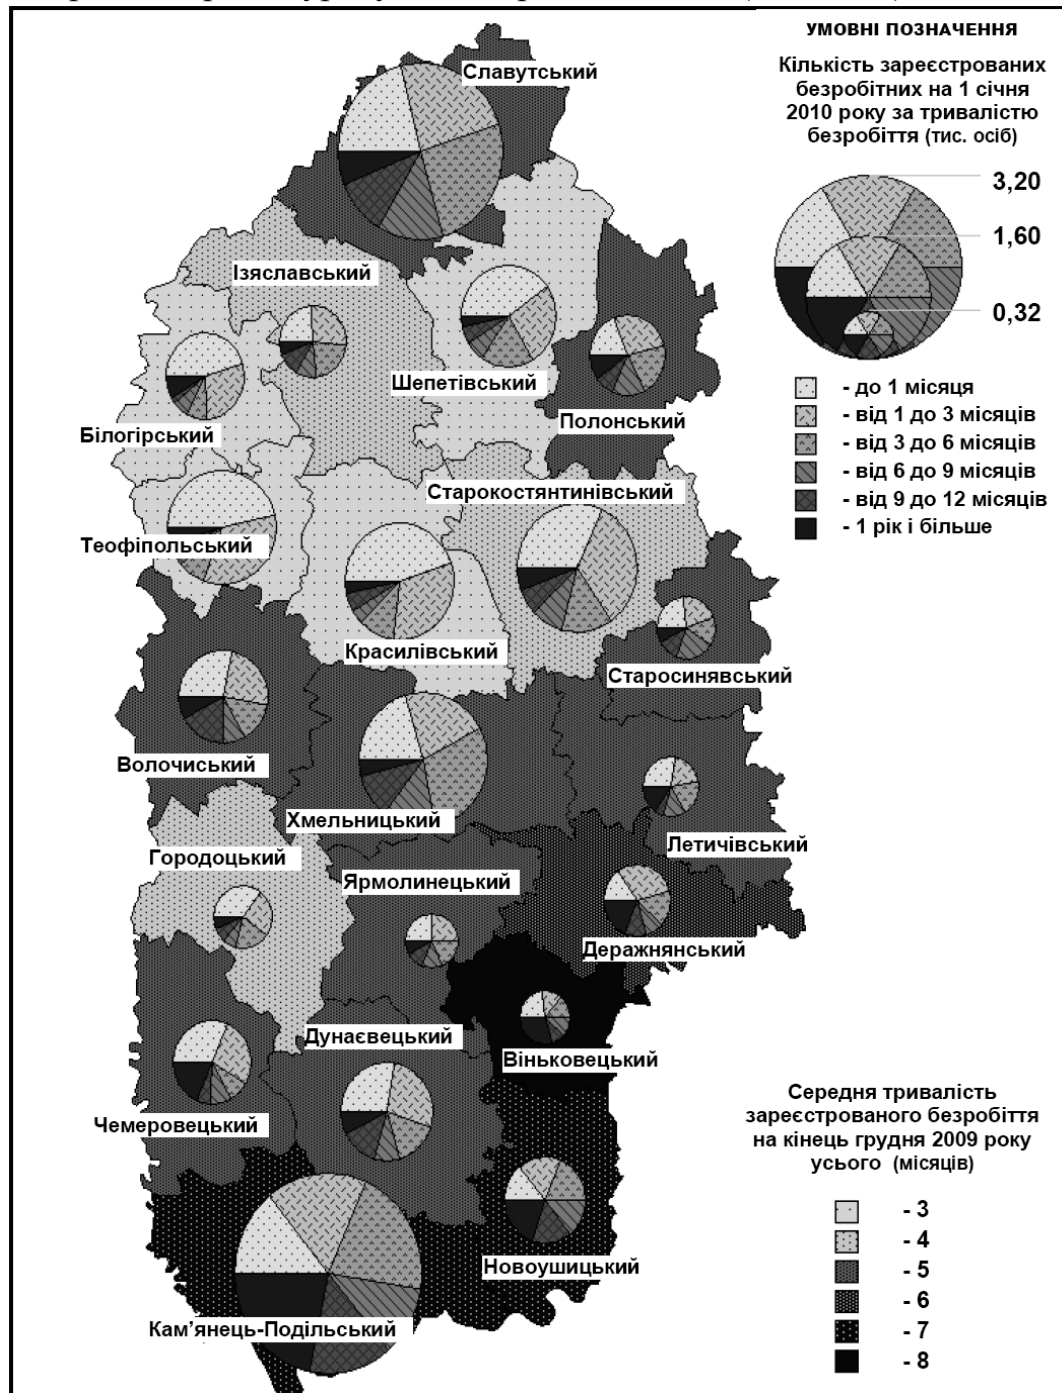 УМОВНІ ПОЗНАЧЕННЯ
Кількість зареєстрованих
безробітних на 1 січня
2010 року за тривалістю
безробіття (тис. осіб)
3,20
1,60
0,32
- до 1 місяця
- від 1 до 3 місяців
- від 3 до 6 місяців
- від 6 до 9 місяців
- від 9 до 12 місяців
- 1 рік і більше
Славутський
Ізяславський
Шепетівський
Білогірський
Полонський
Старокостянтинівський
Теофіпольський
Красилівський
Старосинявський
Волочиський
Хмельницький
Летичівський
Городоцький
Ярмолинецький
Деражнянський
Дунаєвецький
Віньковецький
Чемеровецький
Новоушицький
Кам’янець-Подільський
Середня тривалість
зареєстрованого безробіття
на кінець грудня 2009 року
усього (місяців)
- 3
- 4
- 5
- 6
- 7
- 8